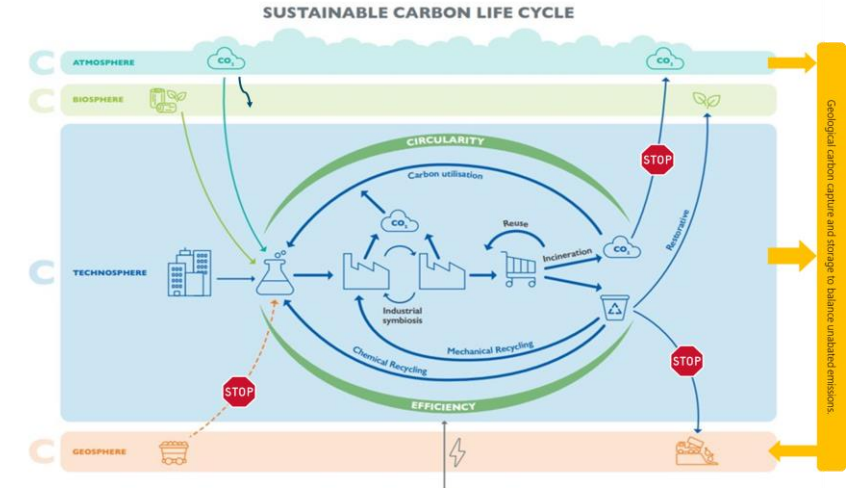 SUSTAINABLE CARBON LIFE CYCLE
C ATMOSPHERE
CO₂
CO₂
C BIOSPHERE
CIRCULARITY
STOP
Carbon utilisation
CO₂
Reuse
Incineration
CO₂
Restorative
C TECHNOSPHERE
Industrial
symbiosis
Mechanical Recycling
Chemical Recycling
STOP
STOP
EFFICIENCY
C GEOSPHERE
Geological carbon capture and storage to balance unabated emissions.